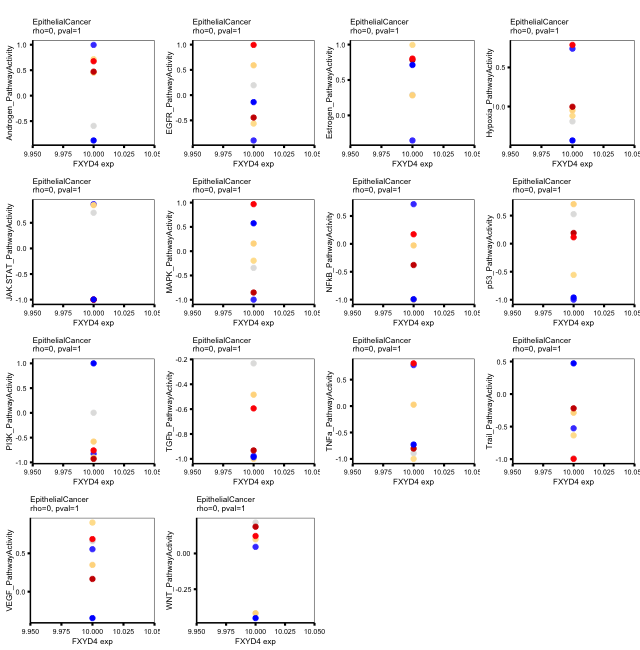 EpithelialCancer
rho=0, pval=1
Androgen_PathwayActivity
1.0
0.5
0.0
-0.5
9.950
9.975
10.000
10.025
10.05
FXYD4 exp
EpithelialCancer
rho=0, pval=1
EGFR_PathwayActivity
1.0
0.5
0.0
-0.5
9.950
9.975
10.000
10.025
10.05
FXYD4 exp
EpithelialCancer
rho=0, pval=1
Estrogen_PathwayActivity
1.0
0.5
0.0
9.950
9.975
10.000
10.025
10.05
FXYD4 exp
EpithelialCancer
rho=0, pval=1
Hypoxia_PathwayActivity
0.5
0.0
9.950
9.975
10.000
10.025
10.05
FXYD4 exp
EpithelialCancer
rho=0, pval=1
JAK.STAT_PathwayActivity
0.5
0.0
-0.5
-1.0
9.950
9.975
10.000
10.025
10.05
FXYD4 exp
EpithelialCancer
rho=0, pval=1
MAPK_PathwayActivity
1.0
0.5
0.0
-0.5
-1.0
9.950
9.975
10.000
10.025
10.05
FXYD4 exp
EpithelialCancer
rho=0, pval=1
NFkB_PathwayActivity
0.5
0.0
-0.5
-1.0
9.950
9.975
10.000
10.025
10.05
FXYD4 exp
EpithelialCancer
rho=0, pval=1
p53_PathwayActivity
0.5
0.0
-0.5
-1.0
9.950
9.975
10.000
10.025
10.05
FXYD4 exp
EpithelialCancer
rho=0, pval=1
PI3K_PathwayActivity
1.0
0.5
0.0
-0.5
-1.0
9.950
9.975
10.000
10.025
10.05
FXYD4 exp
EpithelialCancer
rho=0, pval=1
TGFb_PathwayActivity
-0.2
-0.4
-0.6
-0.8
-1.0
9.950
9.975
10.000
10.025
10.05
FXYD4 exp
EpithelialCancer
rho=0, pval=1
TNFa_PathwayActivity
0.5
0.0
-0.5
-1.0
9.950
9.975
10.000
10.025
10.05
FXYD4 exp
EpithelialCancer
rho=0, pval=1
Trail_PathwayActivity
0.5
0.0
-0.5
-1.0
9.950
9.975
10.000
10.025
10.05
FXYD4 exp
EpithelialCancer
rho=0, pval=1
VEGF_PathwayActivity
0.5
0.0
9.950
9.975
10.000
10.025
10.05
FXYD4 exp
EpithelialCancer
rho=0, pval=1
WNT_PathwayActivity
0.00
-0.25
9.950
9.975
10.000
10.025
10.050
FXYD4 exp